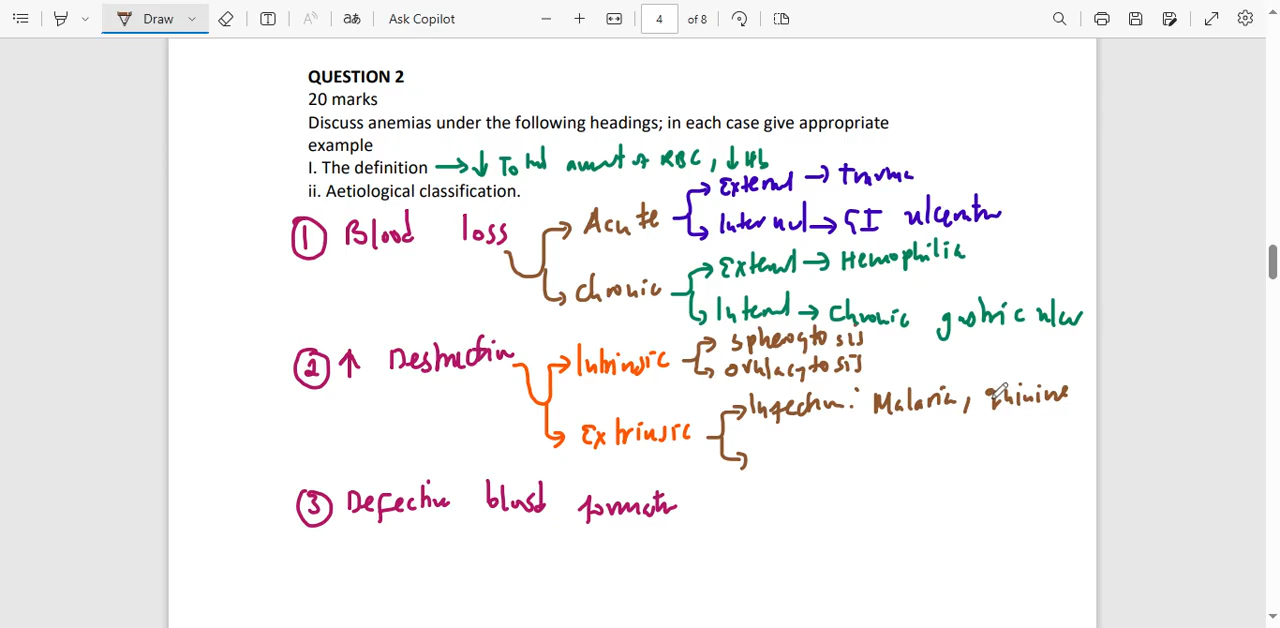 Draw
Ask Copilot
4 of 8
QUESTION 2
20 marks
Discuss anemias under the following headings; in each case give appropriate
example
I. The definition → ↓ Total amount of RBC, ↓ Hb
ii. Aetiological classification.
① Blood loss
Acute
External → trauma
Internal → GI
Chronic
External → Hemophilia
Internal → Chronic gastric ulcer
② ↑ Destruction
Intrinsic
Spherocytosis
Extrinsic
Infection: Malaria,
③ Defective blood formation